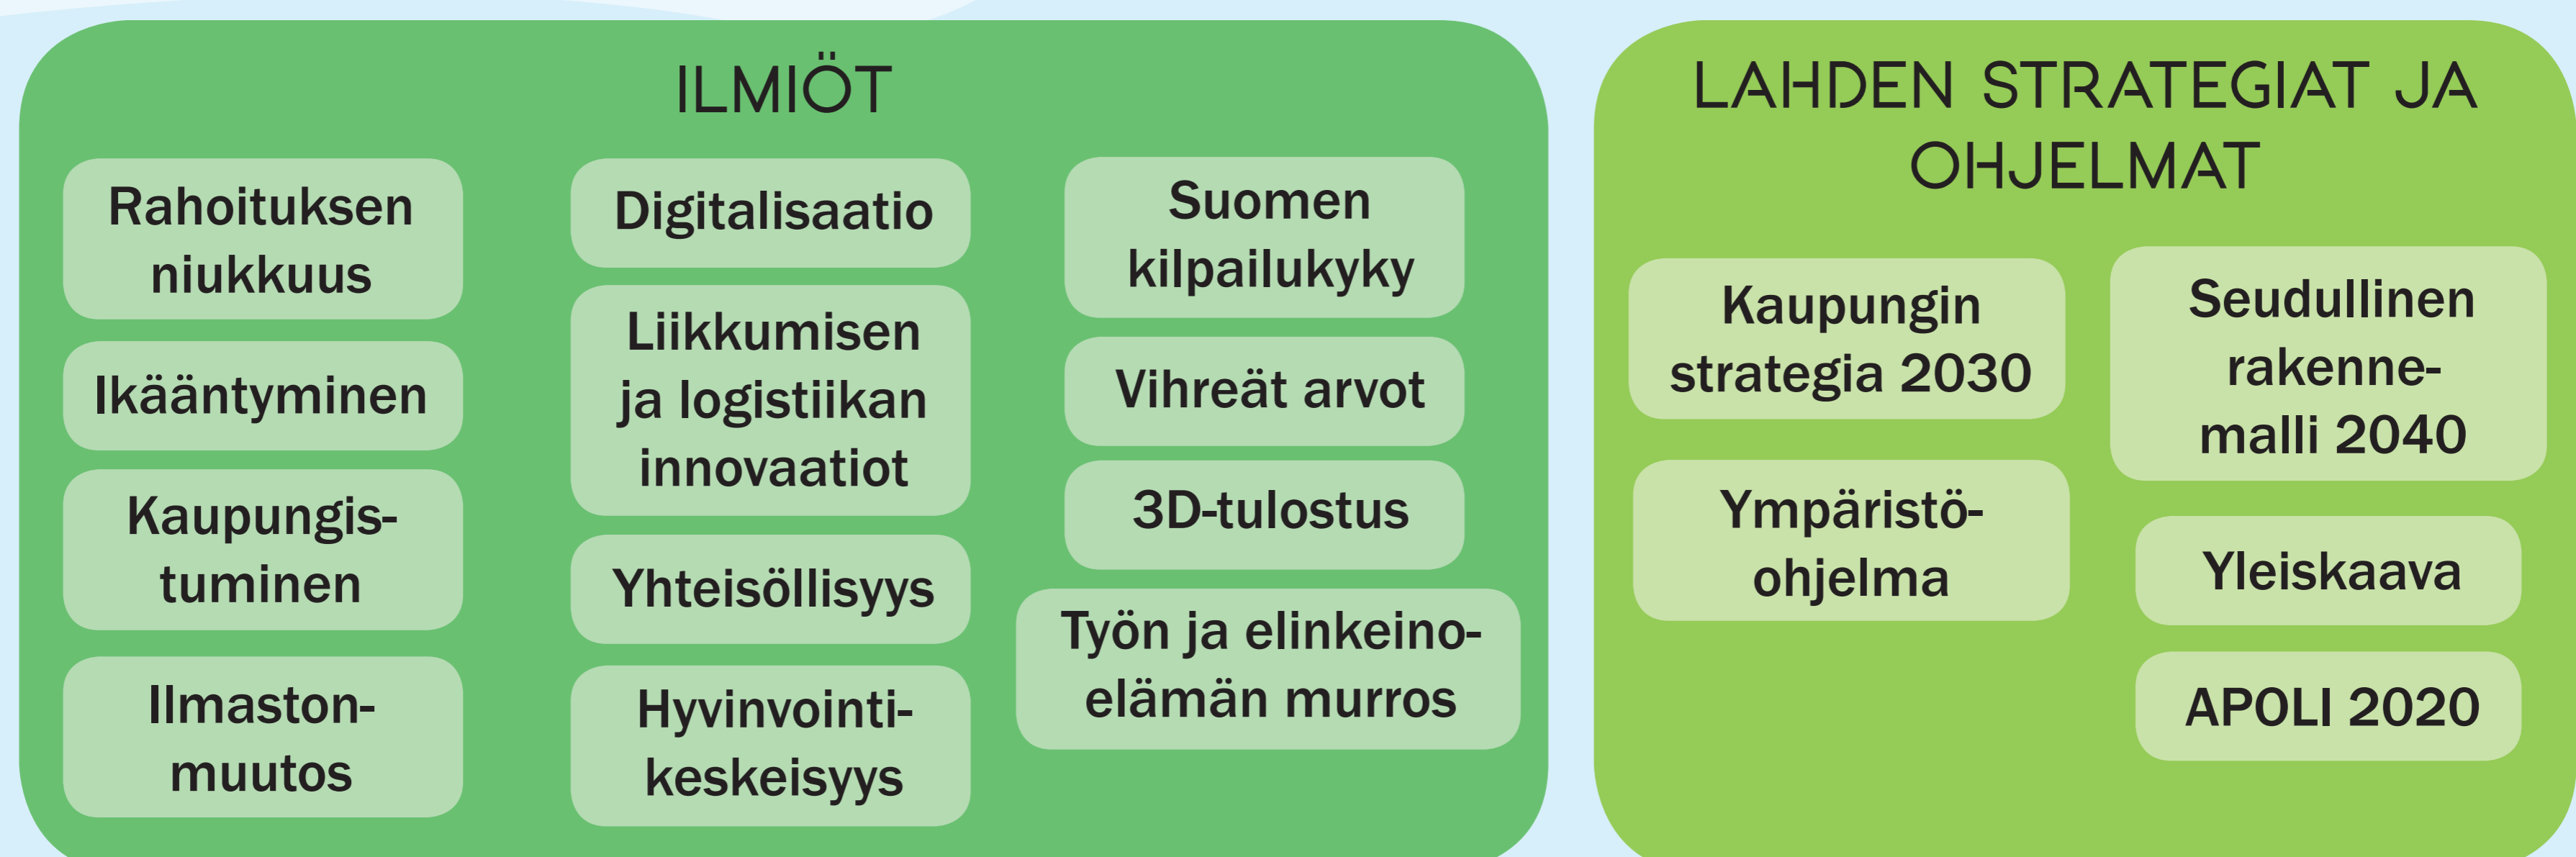 ILMIÖT
Rahoituksen
niukkuus
Ikääntyminen
Kaupungis-
tuminen
Ilmaston-
muutos
Digitalisaatio
Liikkumisen
ja logistiikan
innovaatiot
Yhteisöllisyys
Hyvinvointi-
keskeisyys
Suomen
kilpailukyky
Vihreät arvot
3D-tulostus
Työn ja elinkeino-
elämän murros
LAHDEN STRATEGIAT JA
OHJELMAT
Kaupungin
strategia 2030
Ympäristö-
ohjelma
Seudullinen
rakenne-
malli 2040
Yleiskaava
APOLI 2020